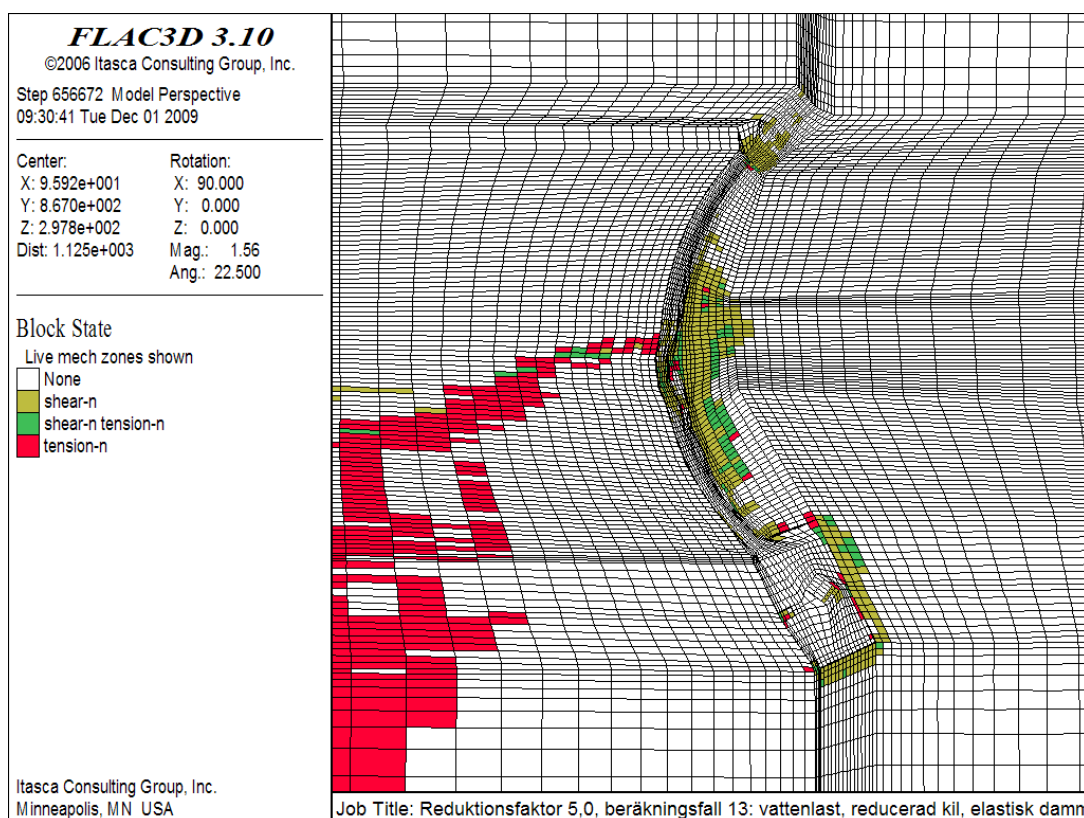 FLAC3D 3.10
©2006 Itasca Consulting Group, Inc.
Step 656672 Model Perspective
09:30:41 Tue Dec 01 2009
Center: Rotation:
X: 9.592e+001 X: 90.000
Y: 8.670e+002 Y: 0.000
Z: 2.978e+002 Z: 0.000
Dist: 1.125e+003 Mag.: 1.56
Ang.: 22.500
Block State
Live mech zones shown
None
shear-n
shear-n tension-n
tension-n
Itasca Consulting Group, Inc.
Minneapolis, MN USA
Job Title: Reduktionsfaktor 5,0, beräkningsfall 13: vattenlast, reducerad kil, elastisk damm